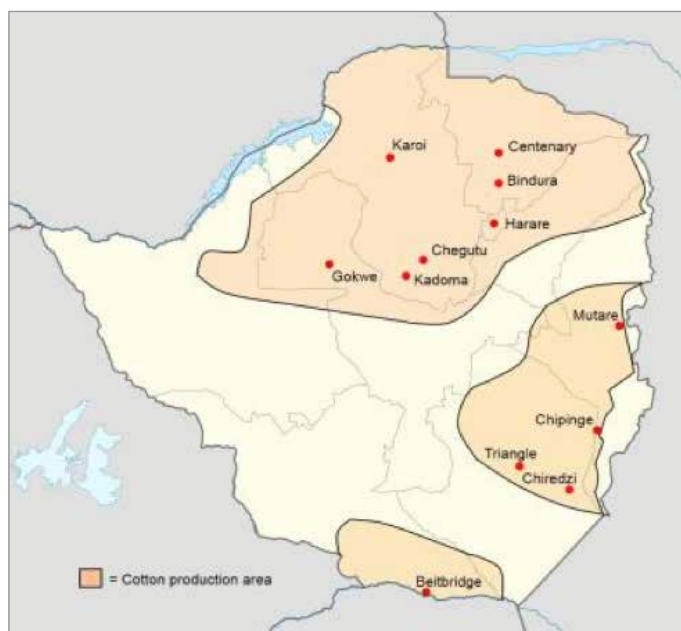 Karoi
Centenary
Bindura
Harare
Chegutu
Gokwe
Kadoma
Mutare
Chipinge
Triangle
Chiredzi
= Cotton production area
Beitbridge